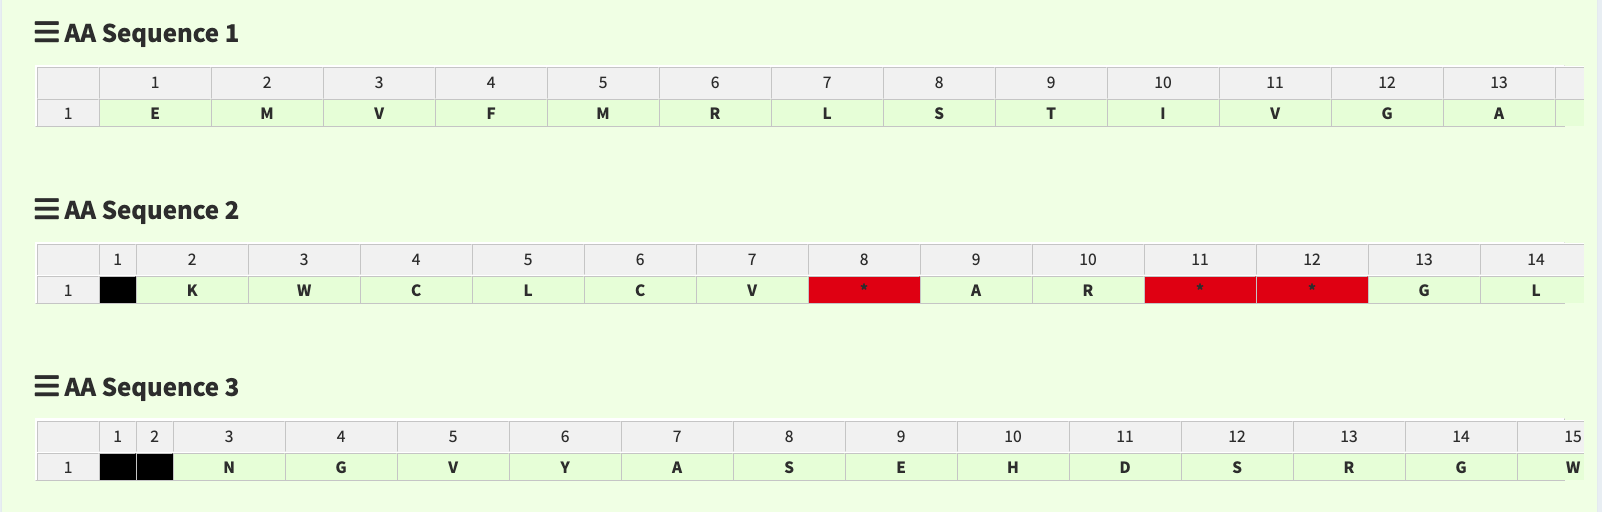 AA Sequence 1
1 2 3 4 5 6 7 8 9 10 11 12 13
1 E M V F M R L S T I V G A
AA Sequence 2
1 2 3 4 5 6 7 8 9 10 11 12 13 14
1 K W C L C V * A R * * G L
AA Sequence 3
1 2 3 4 5 6 7 8 9 10 11 12 13 14 15
1 N G V Y A S E H D S R G W